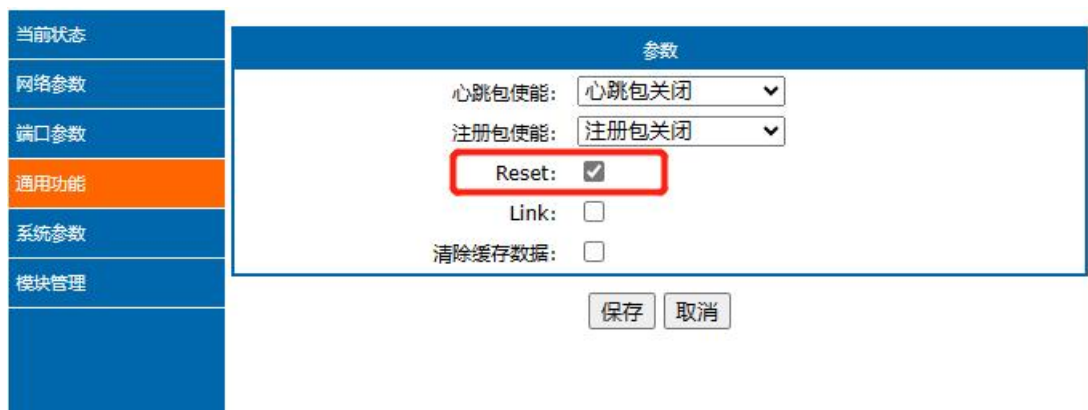 当前状态
网络参数
端口参数
通用功能
系统参数
模块管理
参数
心跳包使能: 心跳包关闭
注册包使能: 注册包关闭
Reset:
Link:
清除缓存数据:
保存 取消